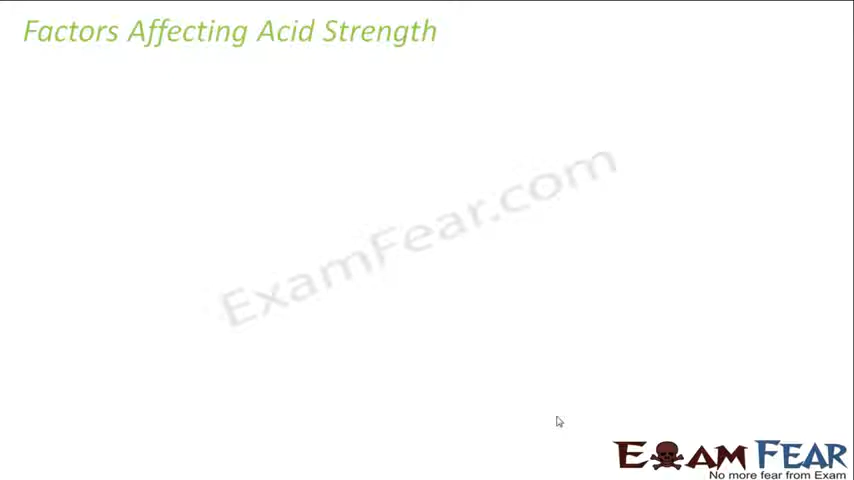 Factors Affecting Acid Strength
ExamFear.com
EXAM FEAR
No more fear from Exam